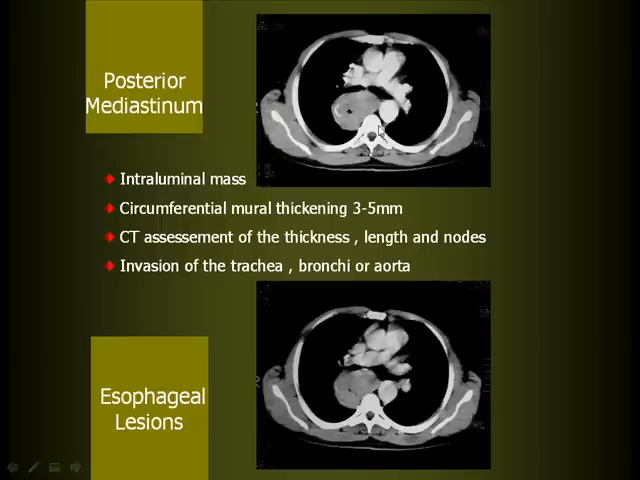 Posterior
Mediastinum
Intraluminal mass
Circumferential mural thickening 3-5mm
CT assessement of the thickness , length and nodes
Invasion of the trachea , bronchi or aorta
Esophageal
Lesions